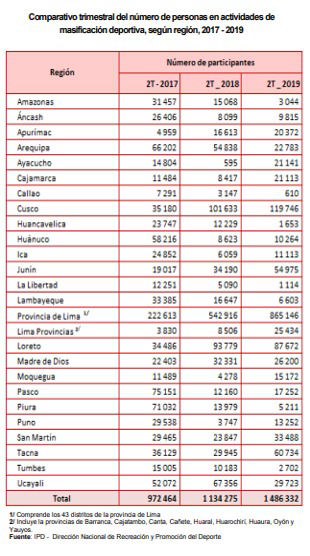 Comparativo trimestral del número de personas en actividades de
masificación deportiva, según región, 2017 - 2019
Región Número de participantes
2T - 2017 2T _ 2018 2T _ 2019
Amazonas 31 457 15 068 3 044
Áncash 26 406 8 099 9 815
Apurímac 4 959 16 613 20 372
Arequipa 66 202 54 838 22 783
Ayacucho 14 804 595 21 141
Cajamarca 11 484 8 417 21 113
Callao 7 291 3 147 610
Cusco 35 180 101 633 119 746
Huancavelica 23 747 12 229 1 653
Huánuco 58 216 8 623 10 264
Ica 24 852 6 059 11 113
Junín 19 017 34 190 54 975
La Libertad 12 251 5 090 1 114
Lambayeque 33 385 16 647 6 603
Provincia de Lima 1/ 222 613 542 916 865 146
Lima Provincias 2/ 3 830 8 506 25 434
Loreto 34 486 93 779 87 672
Madre de Dios 22 403 32 331 26 200
Moquegua 11 489 4 278 15 172
Pasco 75 151 12 160 17 252
Piura 71 032 13 979 5 211
Puno 29 538 3 747 13 252
San Martín 29 465 23 847 33 488
Tacna 36 129 29 945 60 734
Tumbes 15 005 10 183 2 702
Ucayali 52 072 67 356 29 723
Total 972 464 1 134 275 1 486 332
1/ Comprende los 43 distritos de la provincia de Lima
2/ Incluye la provincias de Barranca, Cajatambo, Canta, Cañete, Huaral, Huarochirí, Huaura, Oyón y
Yauyos.
Fuente: IPD - Dirección Nacional de Recreación y Promoción del Deporte